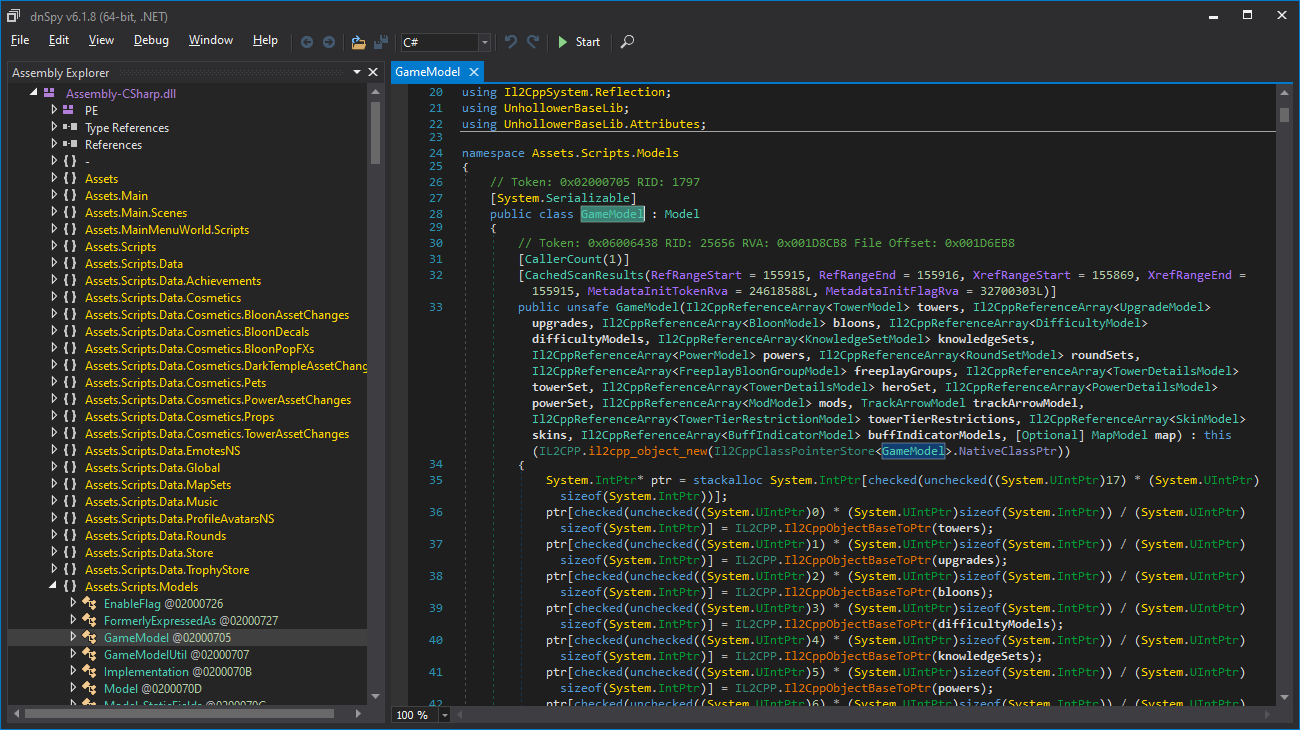 dnSpy v6.1.8 (64-bit, .NET)
File Edit View Debug Window Help C# Start
Assembly Explorer
Assembly-CSharp.dll
PE
Type References
References
{ } -
{ } Assets
{ } Assets.Main
{ } Assets.Main.Scenes
{ } Assets.MainMenuWorld.Scripts
{ } Assets.Scripts
{ } Assets.Scripts.Data
{ } Assets.Scripts.Data.Achievements
{ } Assets.Scripts.Data.Cosmetics
{ } Assets.Scripts.Data.Cosmetics.BloonAssetChanges
{ } Assets.Scripts.Data.Cosmetics.BloonDecals
{ } Assets.Scripts.Data.Cosmetics.BloonPopFXs
{ } Assets.Scripts.Data.Cosmetics.DarkTempleAssetChang
{ } Assets.Scripts.Data.Cosmetics.Pets
{ } Assets.Scripts.Data.Cosmetics.PowerAssetChanges
{ } Assets.Scripts.Data.Cosmetics.Props
{ } Assets.Scripts.Data.Cosmetics.TowerAssetChanges
{ } Assets.Scripts.Data.EmotesNS
{ } Assets.Scripts.Data.Global
{ } Assets.Scripts.Data.MapSets
{ } Assets.Scripts.Data.Music
{ } Assets.Scripts.Data.ProfileAvatarsNS
{ } Assets.Scripts.Data.Rounds
{ } Assets.Scripts.Data.Store
{ } Assets.Scripts.Data.TrophyStore
{ } Assets.Scripts.Models
EnableFlag @02000726
FormerlyExpressedAs @02000727
GameModel @02000705
GameModelUtil @02000707
Implementation @0200070B
Model @0200070D
GameModel
20 using Il2CppSystem.Reflection;
21 using UnhollowerBaseLib;
22 using UnhollowerBaseLib.Attributes;
23
24 namespace Assets.Scripts.Models
25 {
26 // Token: 0x02000705 RID: 1797
27 [System.Serializable]
28 public class GameModel : Model
29 {
30 // Token: 0x06006438 RID: 25656 RVA: 0x001D8CB8 File Offset: 0x001D6EB8
31 [CallerCount(1)]
32 [CachedScanResults(RefRangeStart = 155915, RefRangeEnd = 155916, XrefRangeStart = 155869, XrefRangeEnd =
155915, MetadataInitTokenRva = 24618588L, MetadataInitFlagRva = 32700303L)]
33 public unsafe GameModel(Il2CppReferenceArray<TowerModel> towers, Il2CppReferenceArray<UpgradeModel>
upgrades, Il2CppReferenceArray<BloonModel> bloons, Il2CppReferenceArray<DifficultyModel>
difficultyModels, Il2CppReferenceArray<KnowledgeSetModel> knowledgeSets,
Il2CppReferenceArray<PowerModel> powers, Il2CppReferenceArray<RoundSetModel> roundSets,
Il2CppReferenceArray<FreeplayBloonGroupModel> freeplayGroups, Il2CppReferenceArray<TowerDetailsModel>
towerSet, Il2CppReferenceArray<TowerDetailsModel> heroSet, Il2CppReferenceArray<PowerDetailsModel>
powerSet, Il2CppReferenceArray<ModModel> mods, TrackArrowModel trackArrowModel,
Il2CppReferenceArray<TowerTierRestrictionModel> towerTierRestrictions, Il2CppReferenceArray<SkinModel>
skins, Il2CppReferenceArray<BuffIndicatorModel> buffIndicatorModels, [Optional] MapModel map) : this
(IL2CPP.il2cpp_object_new(Il2CppClassPointerStore<GameModel>.NativeClassPtr))
34 {
35 System.IntPtr* ptr = stackalloc System.IntPtr[checked(unchecked((System.UIntPtr)17) * (System.UIntPtr)
sizeof(System.IntPtr))];
36 ptr[checked(unchecked((System.UIntPtr)0) * (System.UIntPtr)sizeof(System.IntPtr)) / (System.UIntPtr)
sizeof(System.IntPtr)] = IL2CPP.Il2CppObjectBaseToPtr(towers);
37 ptr[checked(unchecked((System.UIntPtr)1) * (System.UIntPtr)sizeof(System.IntPtr)) / (System.UIntPtr)
sizeof(System.IntPtr)] = IL2CPP.Il2CppObjectBaseToPtr(upgrades);
38 ptr[checked(unchecked((System.UIntPtr)2) * (System.UIntPtr)sizeof(System.IntPtr)) / (System.UIntPtr)
sizeof(System.IntPtr)] = IL2CPP.Il2CppObjectBaseToPtr(bloons);
39 ptr[checked(unchecked((System.UIntPtr)3) * (System.UIntPtr)sizeof(System.IntPtr)) / (System.UIntPtr)
sizeof(System.IntPtr)] = IL2CPP.Il2CppObjectBaseToPtr(difficultyModels);
40 ptr[checked(unchecked((System.UIntPtr)4) * (System.UIntPtr)sizeof(System.IntPtr)) / (System.UIntPtr)
sizeof(System.IntPtr)] = IL2CPP.Il2CppObjectBaseToPtr(knowledgeSets);
41 ptr[checked(unchecked((System.UIntPtr)5) * (System.UIntPtr)sizeof(System.IntPtr)) / (System.UIntPtr)
sizeof(System.IntPtr)] = IL2CPP.Il2CppObjectBaseToPtr(powers);
42 ptr[checked(unchecked((System.UIntPtr)6) * (System.UIntPtr)sizeof(System.IntPtr)) / (System.UIntPtr)
100 %